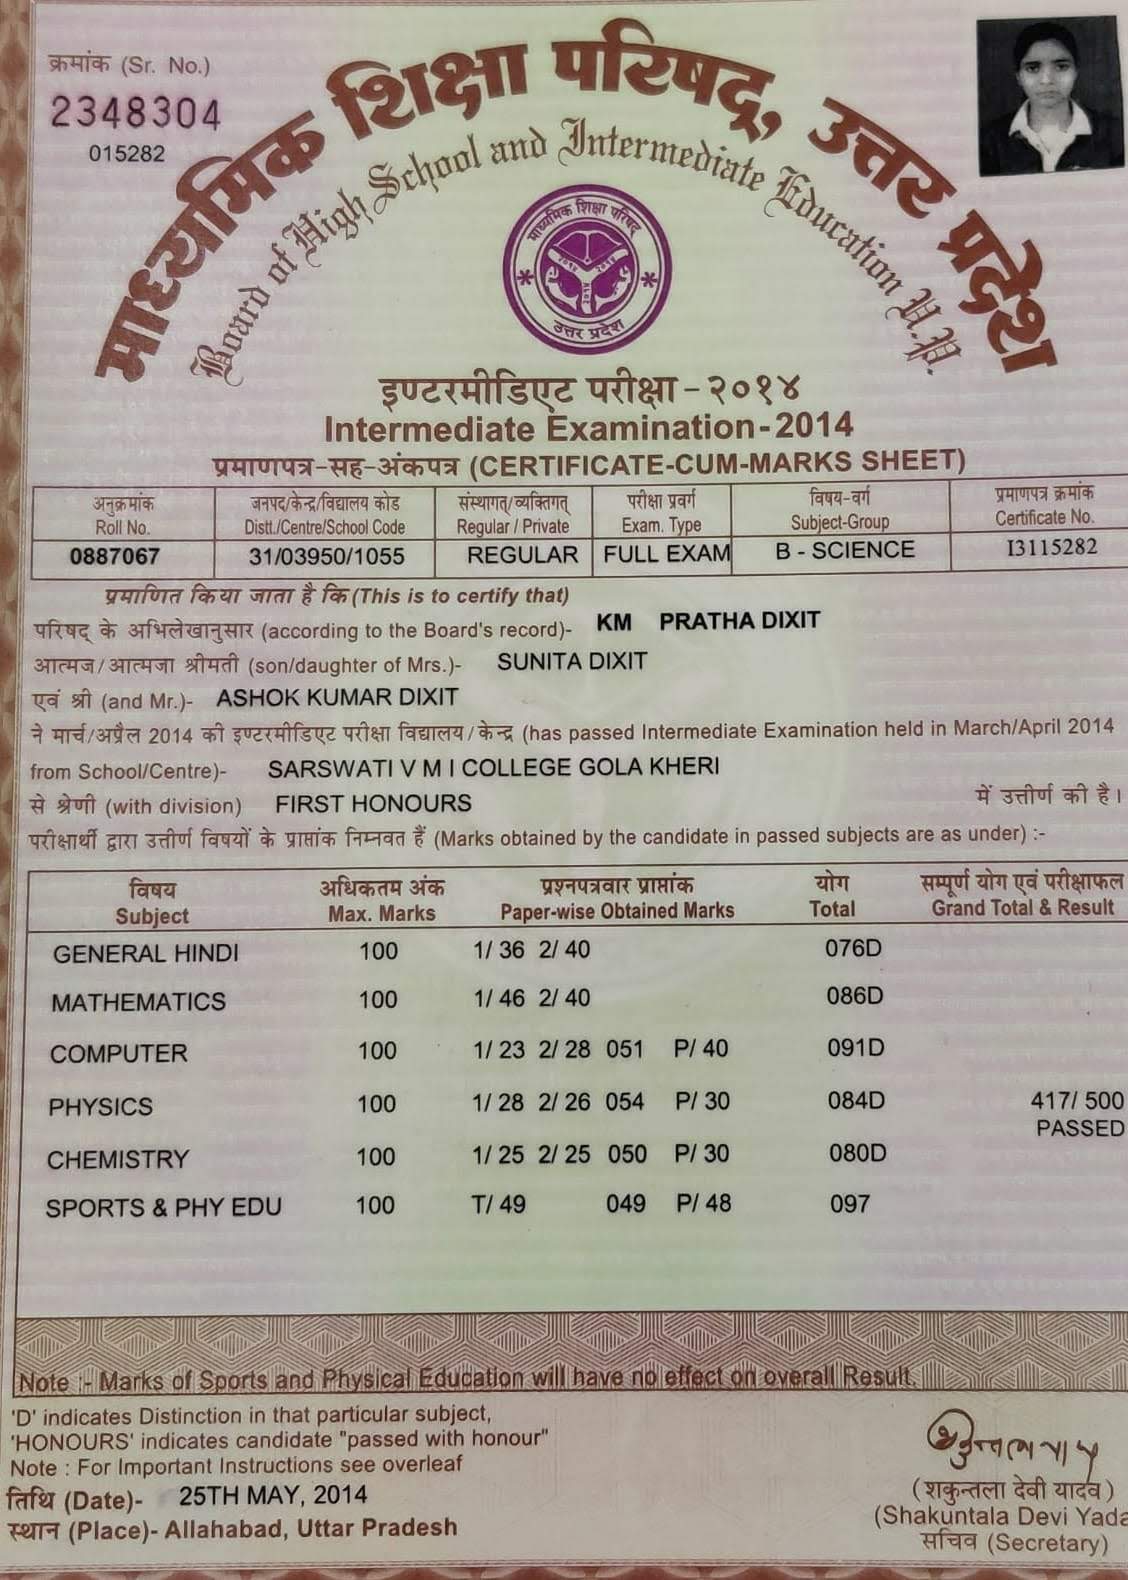 क्रमांक (Sr. No.)
2348304
015282
माध्यमिक शिक्षा परिषद्, उत्तर प्रदेश
Board of High School and Intermediate Education U.P.
माध्यमिक शिक्षा परिषद
उत्तर प्रदेश
इण्टरमीडिएट परीक्षा - २०१४
Intermediate Examination - 2014
प्रमाणपत्र-सह-अंकपत्र (CERTIFICATE-CUM-MARKS SHEET)
अनुक्रमांक जनपद/केन्द्र/विद्यालय कोड संस्थागत/व्यक्तिगत परीक्षा प्रवर्ग विषय-वर्ग प्रमाणपत्र क्रमांक
Roll No. Distt./Centre/School Code Regular / Private Exam. Type Subject-Group Certificate No.
0887067 31/03950/1055 REGULAR FULL EXAM B - SCIENCE I3115282
प्रमाणित किया जाता है कि (This is to certify that)
परिषद् के अभिलेखानुसार (according to the Board's record)- KM PRATHA DIXIT
आत्मज/आत्मजा श्रीमती (son/daughter of Mrs.)- SUNITA DIXIT
एवं श्री (and Mr.)- ASHOK KUMAR DIXIT
ने मार्च/अप्रैल 2014 की इण्टरमीडिएट परीक्षा विद्यालय/केन्द्र (has passed Intermediate Examination held in March/April 2014
from School/Centre)- SARSWATI V M I COLLEGE GOLA KHERI
से श्रेणी (with division) FIRST HONOURS में उत्तीर्ण की है।
परीक्षार्थी द्वारा उत्तीर्ण विषयों के प्राप्तांक निम्नवत हैं (Marks obtained by the candidate in passed subjects are as under) :-
विषय अधिकतम अंक प्रश्नपत्रवार प्राप्तांक योग सम्पूर्ण योग एवं परीक्षाफल
Subject Max. Marks Paper-wise Obtained Marks Total Grand Total & Result
GENERAL HINDI 100 1/ 36 2/ 40 076D
MATHEMATICS 100 1/ 46 2/ 40 086D
COMPUTER 100 1/ 23 2/ 28 051 P/ 40 091D
PHYSICS 100 1/ 28 2/ 26 054 P/ 30 084D 417/ 500
PASSED
CHEMISTRY 100 1/ 25 2/ 25 050 P/ 30 080D
SPORTS & PHY EDU 100 T/ 49 049 P/ 48 097
Note :- Marks of Sports and Physical Education will have no effect on overall Result.
'D' indicates Distinction in that particular subject,
'HONOURS' indicates candidate "passed with honour"
Note : For Important Instructions see overleaf
तिथि (Date)- 25TH MAY, 2014
स्थान (Place)- Allahabad, Uttar Pradesh
(शकुन्तला देवी यादव)
(Shakuntala Devi Yada
सचिव (Secretary)